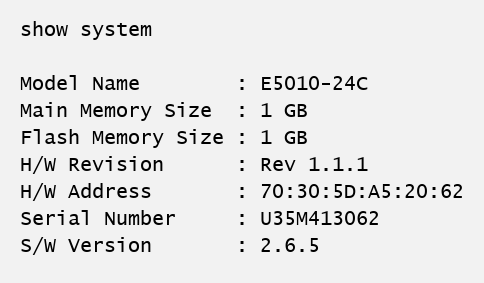 show system

Model Name         : E5010-24C
Main Memory Size   : 1 GB
Flash Memory Size : 1 GB
H/W Revision       : Rev 1.1.1
H/W Address        : 70:30:5D:A5:20:62
Serial Number      : U35M413062
S/W Version        : 2.6.5